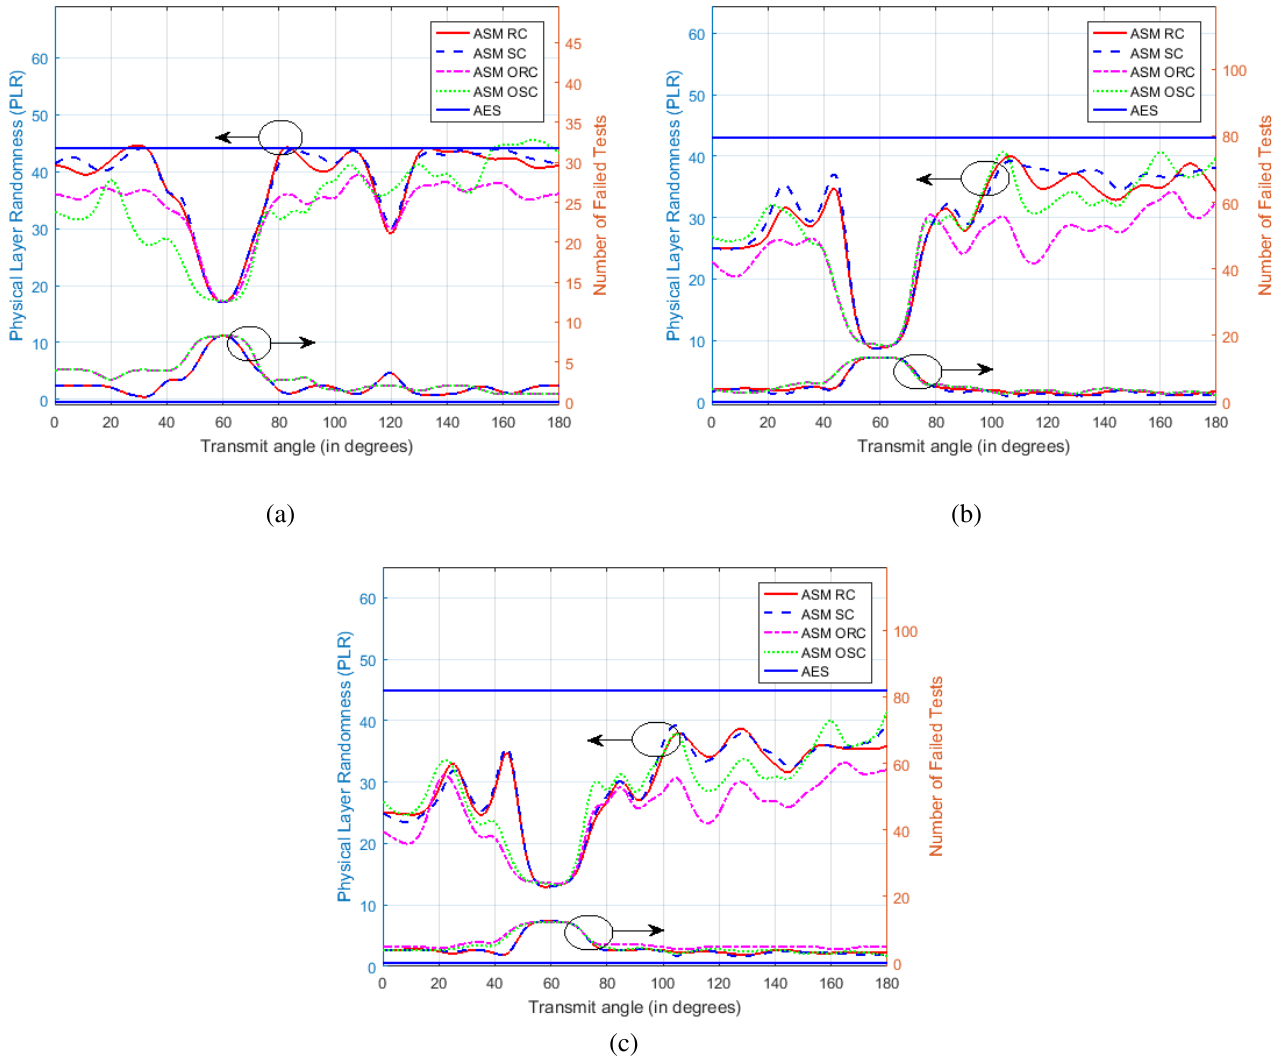 ASM RC
ASM SC
ASM ORC
ASM OSC
AES
Physical Layer Randomness (PLR)
Number of Failed Tests
0 10 20 30 40 50 60
0 5 10 15 20 25 30 35 40 45
0 20 40 60 80 100 120 140 160 180
Transmit angle (in degrees)
(a)
ASM RC
ASM SC
ASM ORC
ASM OSC
AES
Physical Layer Randomness (PLR)
Number of Failed Tests
0 10 20 30 40 50 60
0 20 40 60 80 100
0 20 40 60 80 100 120 140 160 180
Transmit angle (in degrees)
(b)
ASM RC
ASM SC
ASM ORC
ASM OSC
AES
Physical Layer Randomness (PLR)
Number of Failed Tests
0 10 20 30 40 50 60
0 20 40 60 80 100
0 20 40 60 80 100 120 140 160 180
Transmit angle (in degrees)
(c)